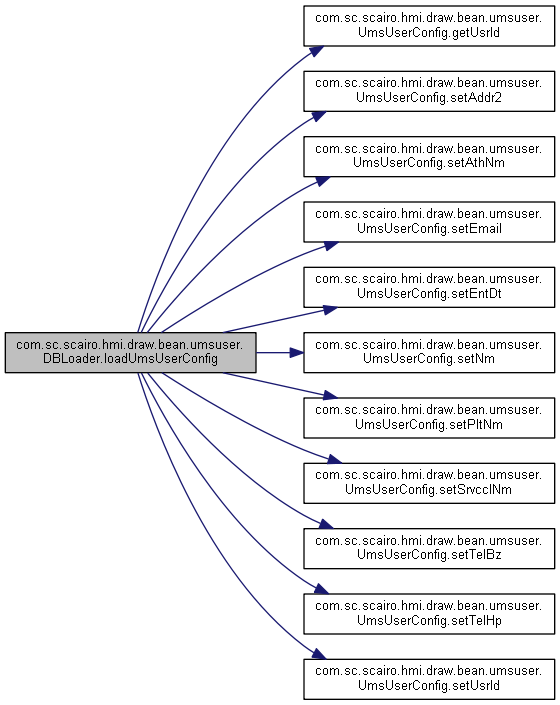 com.sc.scairo.hmi.draw.bean.umsuser.
UmsUserConfig.getUsrId
com.sc.scairo.hmi.draw.bean.umsuser.
UmsUserConfig.setAddr2
com.sc.scairo.hmi.draw.bean.umsuser.
UmsUserConfig.setAthNm
com.sc.scairo.hmi.draw.bean.umsuser.
UmsUserConfig.setEmail
com.sc.scairo.hmi.draw.bean.umsuser.
UmsUserConfig.setEntDt
com.sc.scairo.hmi.draw.bean.umsuser.
DBLoader.loadUmsUserConfig
com.sc.scairo.hmi.draw.bean.umsuser.
UmsUserConfig.setNm
com.sc.scairo.hmi.draw.bean.umsuser.
UmsUserConfig.setPltNm
com.sc.scairo.hmi.draw.bean.umsuser.
UmsUserConfig.setSrvcclNm
com.sc.scairo.hmi.draw.bean.umsuser.
UmsUserConfig.setTelBz
com.sc.scairo.hmi.draw.bean.umsuser.
UmsUserConfig.setTelHp
com.sc.scairo.hmi.draw.bean.umsuser.
UmsUserConfig.setUsrId